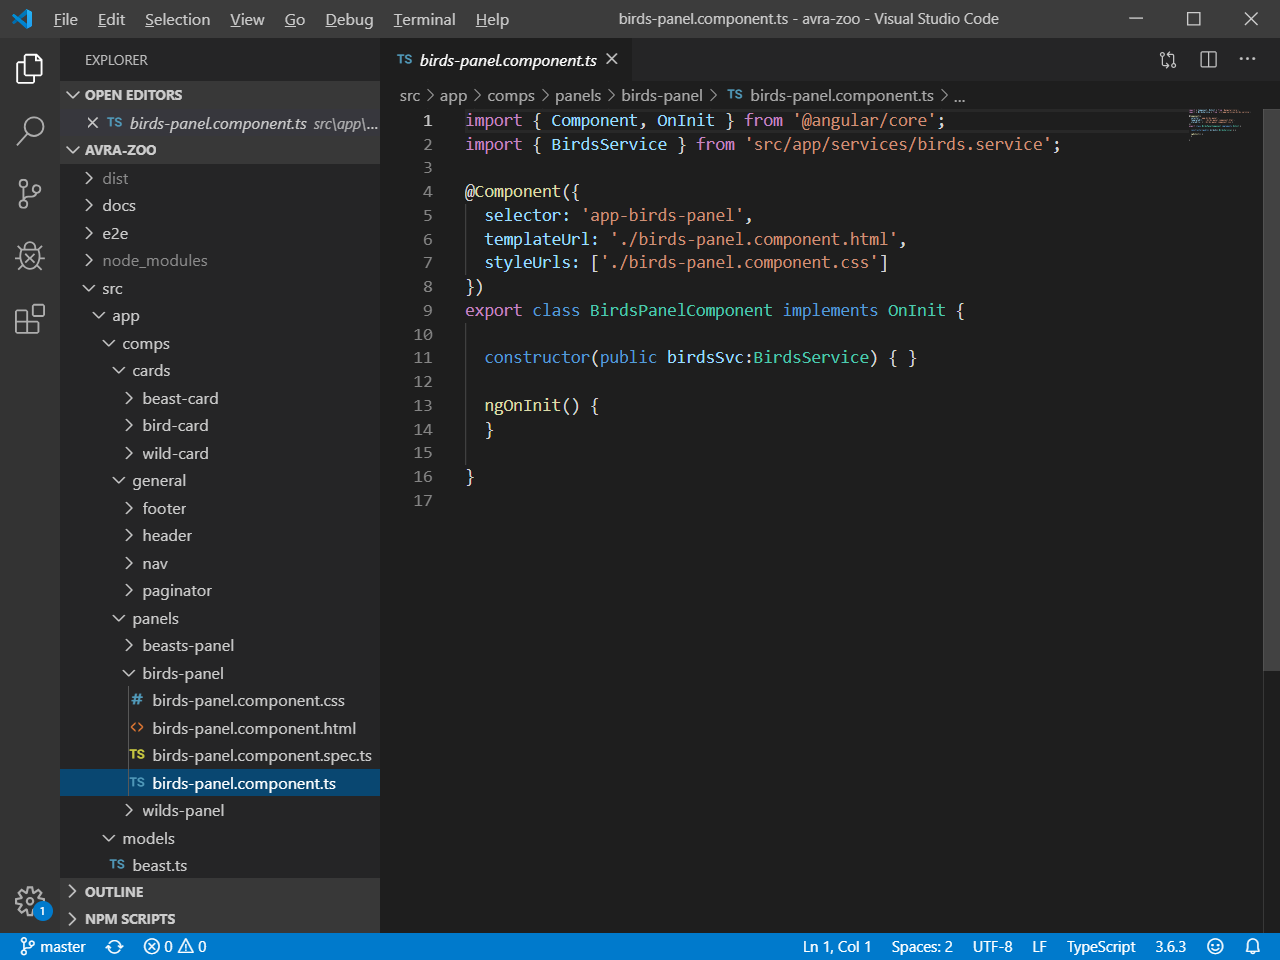 File Edit Selection View Go Debug Terminal Help birds-panel.component.ts - avra-zoo - Visual Studio Code
EXPLORER
OPEN EDITORS
TS birds-panel.component.ts src\app\...
AVRA-ZOO
dist
docs
e2e
node_modules
src
app
comps
cards
beast-card
bird-card
wild-card
general
footer
header
nav
paginator
panels
beasts-panel
birds-panel
# birds-panel.component.css
<> birds-panel.component.html
TS birds-panel.component.spec.ts
TS birds-panel.component.ts
wilds-panel
models
TS beast.ts
OUTLINE
NPM SCRIPTS
1
TS birds-panel.component.ts
src > app > comps > panels > birds-panel > TS birds-panel.component.ts > ...
1 import { Component, OnInit } from '@angular/core';
2 import { BirdsService } from 'src/app/services/birds.service';
3
4 @Component({
5 selector: 'app-birds-panel',
6 templateUrl: './birds-panel.component.html',
7 styleUrls: ['./birds-panel.component.css']
8 })
9 export class BirdsPanelComponent implements OnInit {
10
11 constructor(public birdsSvc:BirdsService) { }
12
13 ngOnInit() {
14 }
15
16 }
17
master 0 0 Ln 1, Col 1 Spaces: 2 UTF-8 LF TypeScript 3.6.3